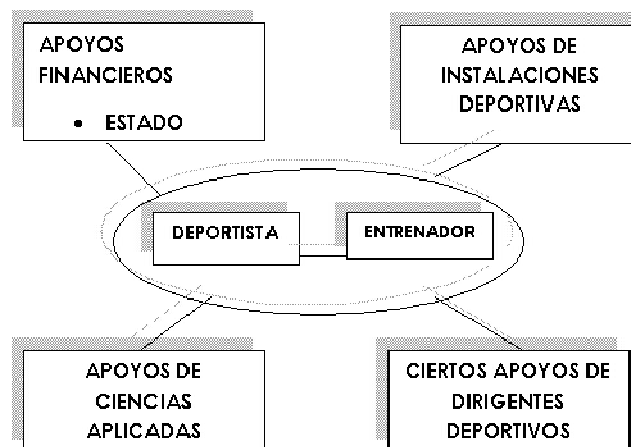 APOYOS
FINANCIEROS
• ESTADO
APOYOS DE
INSTALACIONES
DEPORTIVAS
DEPORTISTA
ENTRENADOR
APOYOS DE
CIENCIAS
APLICADAS
CIERTOS APOYOS DE
DIRIGENTES
DEPORTIVOS